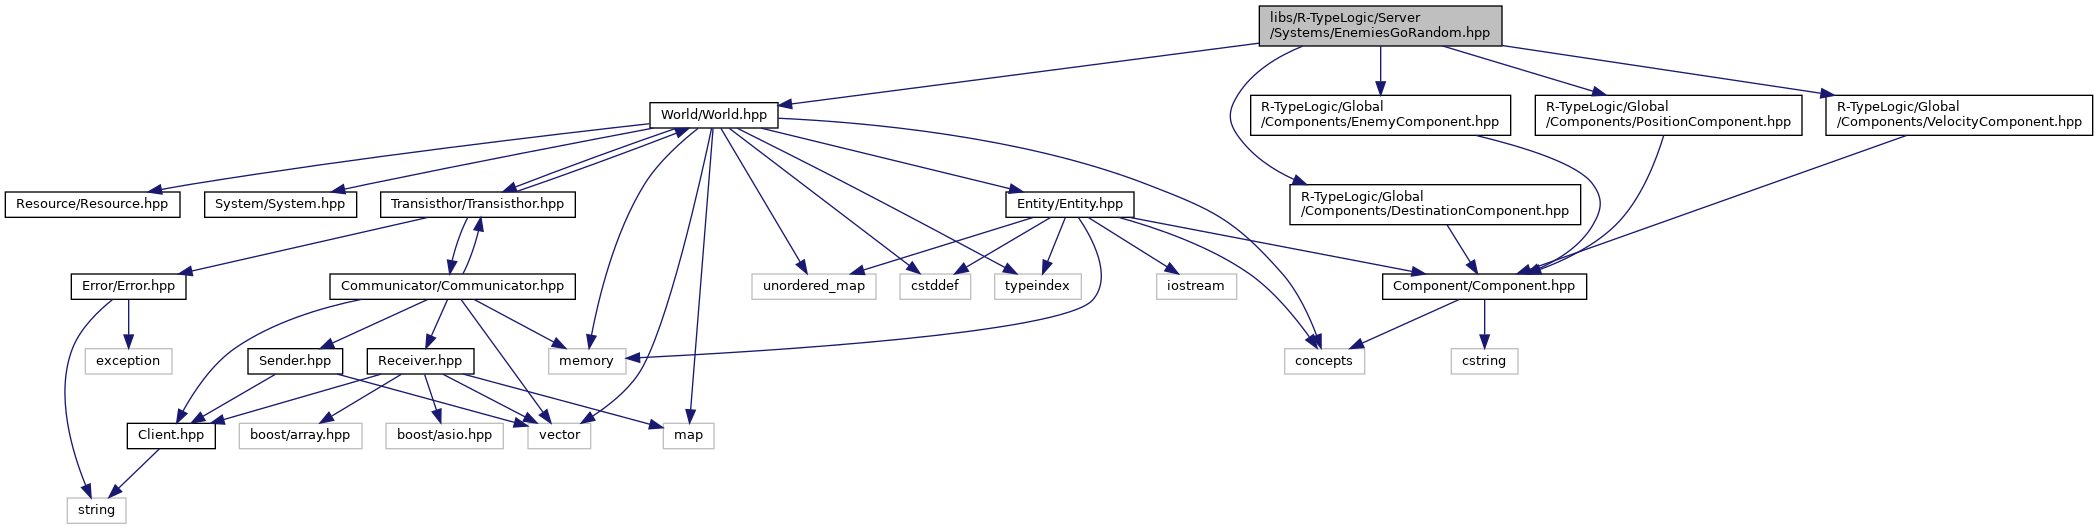 libs/R-TypeLogic/Server
/Systems/EnemiesGoRandom.hpp
World/World.hpp
R-TypeLogic/Global
/Components/EnemyComponent.hpp
R-TypeLogic/Global
/Components/PositionComponent.hpp
R-TypeLogic/Global
/Components/VelocityComponent.hpp
Resource/Resource.hpp
System/System.hpp
Transisthor/Transisthor.hpp
Entity/Entity.hpp
R-TypeLogic/Global
/Components/DestinationComponent.hpp
Error/Error.hpp
Communicator/Communicator.hpp
unordered_map
cstddef
typeindex
iostream
Component/Component.hpp
exception
Sender.hpp
Receiver.hpp
memory
concepts
cstring
Client.hpp
boost/array.hpp
boost/asio.hpp
vector
map
string